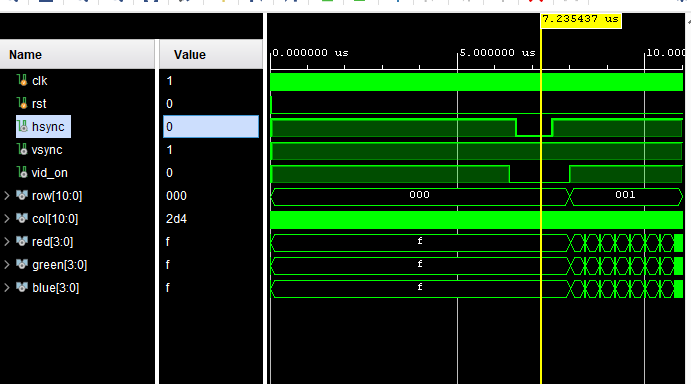 7.235437 us
Name Value
0.000000 us 5.000000 us 10.000
clk 1
rst 0
hsync 0
vsync 1
vid_on 0
row[10:0] 000 000 001
col[10:0] 2d4
red[3:0] f f
green[3:0] f f
blue[3:0] f f